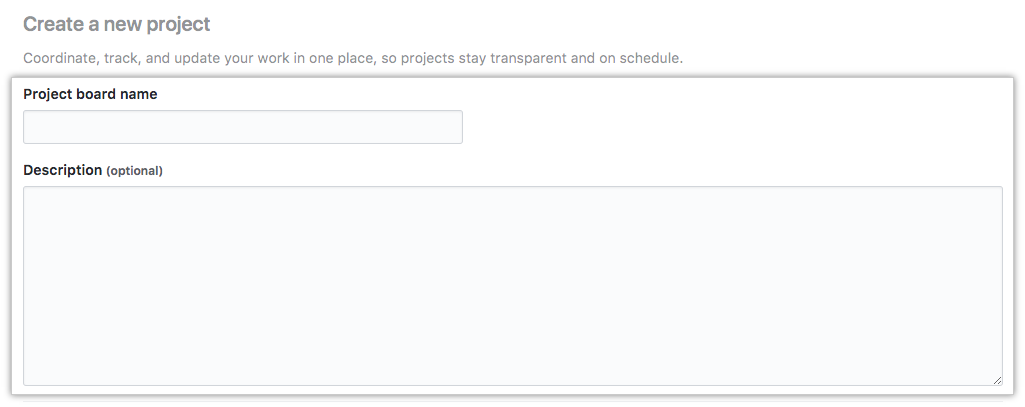 Create a new project
Coordinate, track, and update your work in one place, so projects stay transparent and on schedule.
Project board name
Description (optional)